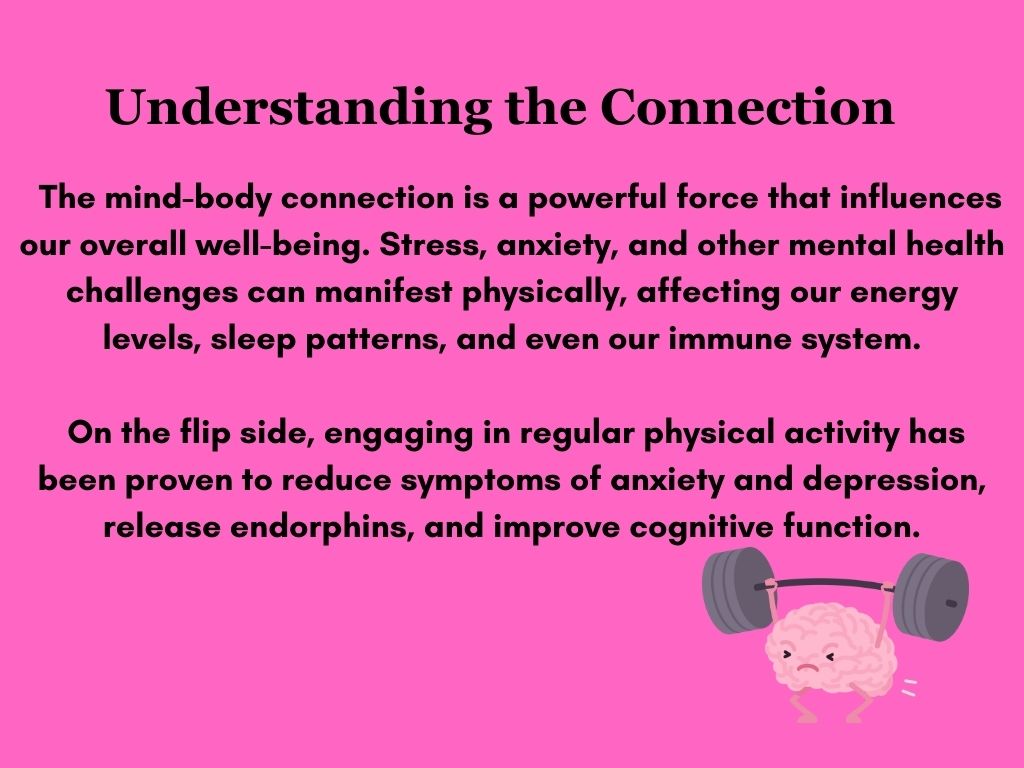 Understanding the Connection
The mind-body connection is a powerful force that influences
our overall well-being. Stress, anxiety, and other mental health
challenges can manifest physically, affecting our energy
levels, sleep patterns, and even our immune system.
On the flip side, engaging in regular physical activity has
been proven to reduce symptoms of anxiety and depression,
release endorphins, and improve cognitive function.